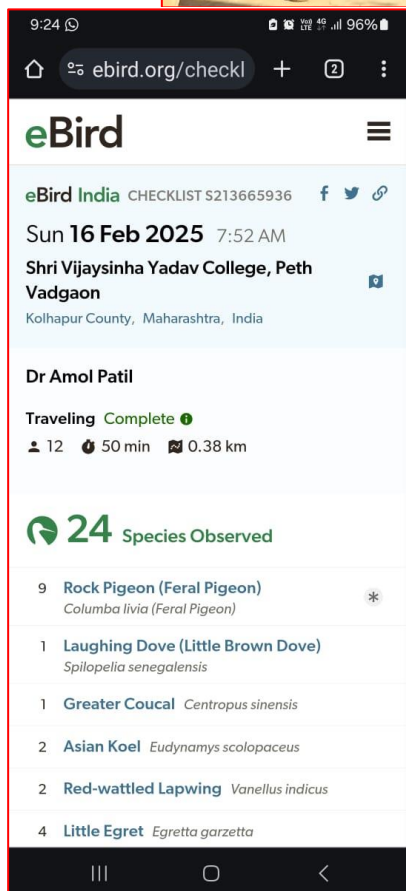 9:24
Vo) 4G
LTE
96%
ebird.org/checkl
2
eBird
eBird India CHECKLIST S213665936
Sun 16 Feb 2025 7:52 AM
Shri Vijaysinha Yadav College, Peth
Vadgaon
Kolhapur County, Maharashtra, India
Dr Amol Patil
Traveling Complete
12 50 min 0.38 km
24 Species Observed
9 Rock Pigeon (Feral Pigeon)
Columba livia (Feral Pigeon)
1 Laughing Dove (Little Brown Dove)
Spilopelia senegalensis
1 Greater Coucal Centropus sinensis
2 Asian Koel Eudynamys scolopaceus
2 Red-wattled Lapwing Vanellus indicus
4 Little Egret Egretta garzetta